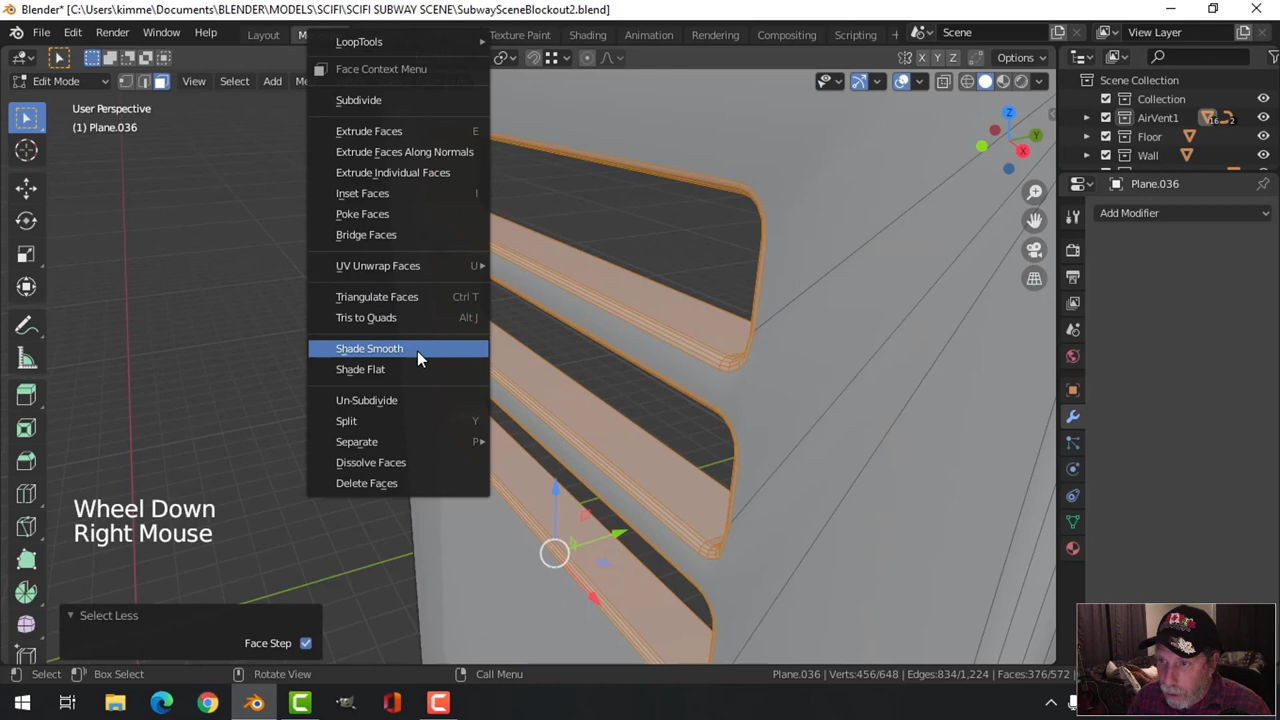 Blender* [C:\Users\kimme\Documents\BLENDER\MODELS\SCIFI\SCIFI SUBWAY SCENE\SubwaySceneBlockout2.blend]
File Edit Render Window Help Layout Texture Paint Shading Animation Rendering Compositing Scripting + Scene View Layer
Options
Edit Mode View Select Add
X Y Z
User Perspective
(1) Plane.036
LoopTools
Face Context Menu
Subdivide
Extrude Faces E
Extrude Faces Along Normals
Extrude Individual Faces
Inset Faces I
Poke Faces
Bridge Faces
UV Unwrap Faces U
Triangulate Faces Ctrl T
Tris to Quads Alt J
Shade Smooth
Shade Flat
Un-Subdivide
Split Y
Separate P
Dissolve Faces
Delete Faces
Z
Y
X
Scene Collection
Collection
AirVent1 16 2
Floor
Wall
Plane.036
Add Modifier
Wheel Down
Right Mouse
Select Less
Face Step
Select Box Select Rotate View Call Menu Plane.036 | Verts:456/648 | Edges:834/1,224 | Faces:376/572